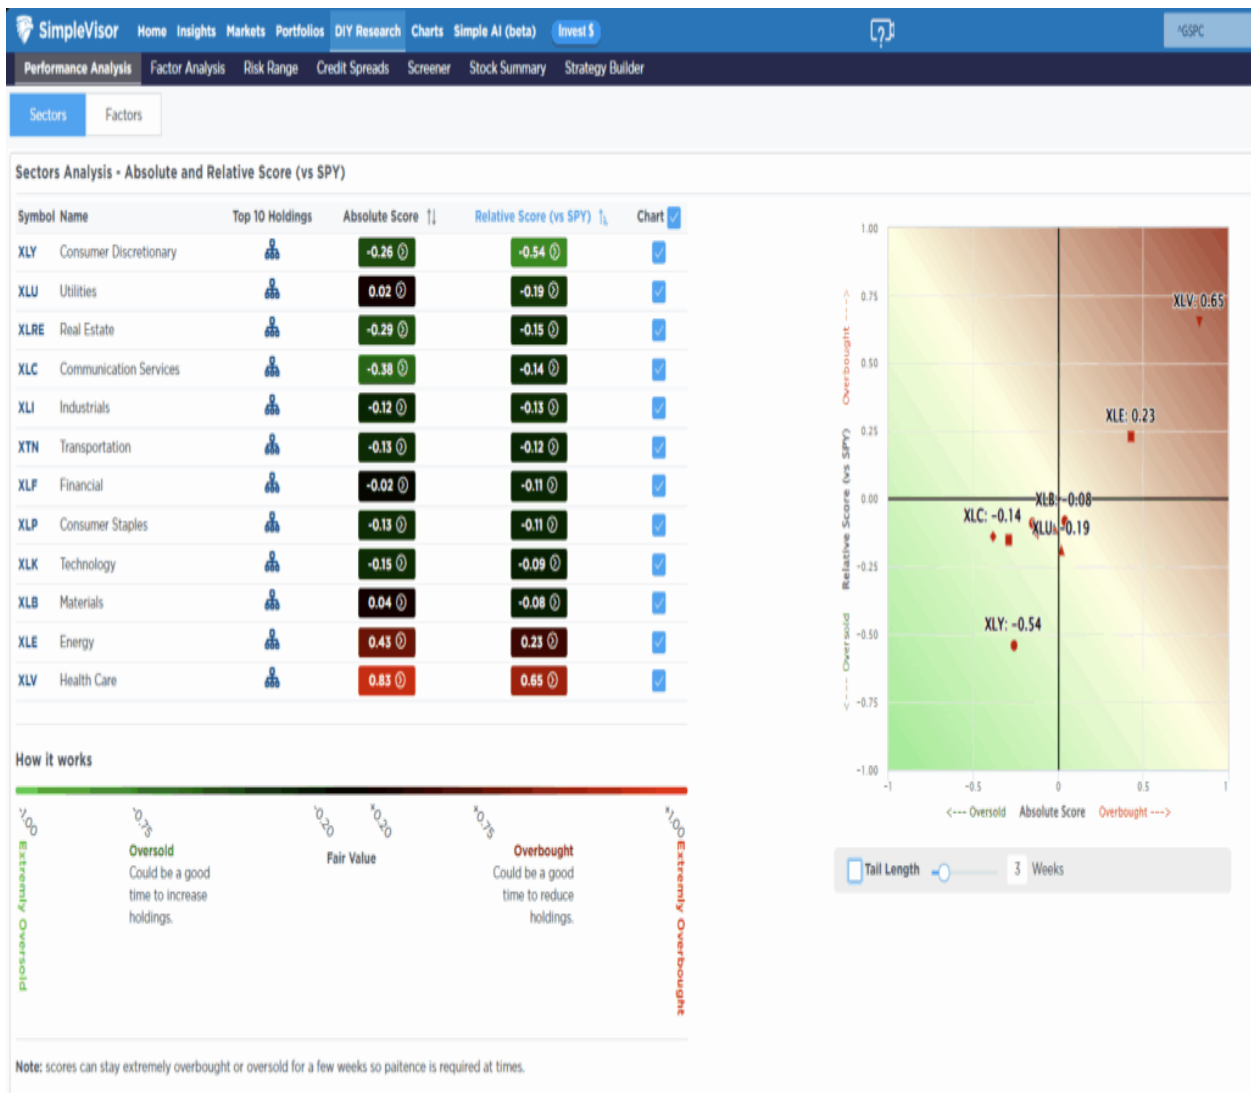 SimpleVisor Home Insights Markets Portfolios DIY Research Charts Simple AI (beta) Invest $ ? ^GSPC
Performance Analysis Factor Analysis Risk Range Credit Spreads Screener Stock Summary Strategy Builder
Sectors Factors
Sectors Analysis - Absolute and Relative Score (vs SPY)
Symbol Name Top 10 Holdings Absolute Score Relative Score (vs SPY) Chart
XLY Consumer Discretionary -0.26 -0.54
XLU Utilities 0.02 -0.19
XLRE Real Estate -0.29 -0.15
XLC Communication Services -0.38 -0.14
XLI Industrials -0.12 -0.13
XTN Transportation -0.13 -0.12
XLF Financial -0.02 -0.11
XLP Consumer Staples -0.13 -0.11
XLK Technology -0.15 -0.09
XLB Materials 0.04 -0.08
XLE Energy 0.43 0.23
XLV Health Care 0.83 0.65
How it works
-1.00 -0.75 -0.20 +0.20 +0.75 +1.00
Extremly Oversold
Oversold
Could be a good
time to increase
holdings.
Fair Value
Overbought
Could be a good
time to reduce
holdings.
Extremly Overbought
Note: scores can stay extremely overbought or oversold for a few weeks so paitence is required at times.
<--- Oversold Relative Score (vs SPY) Overbought --->
1.00
0.75
0.50
0.25
0.00
-0.25
-0.50
-0.75
-1.00
XLV: 0.65
XLE: 0.23
XLB: -0.08
XLC: -0.14
XLU: -0.19
XLY: -0.54
-1 -0.5 0 0.5 1
<--- Oversold Absolute Score Overbought --->
Tail Length 3 Weeks